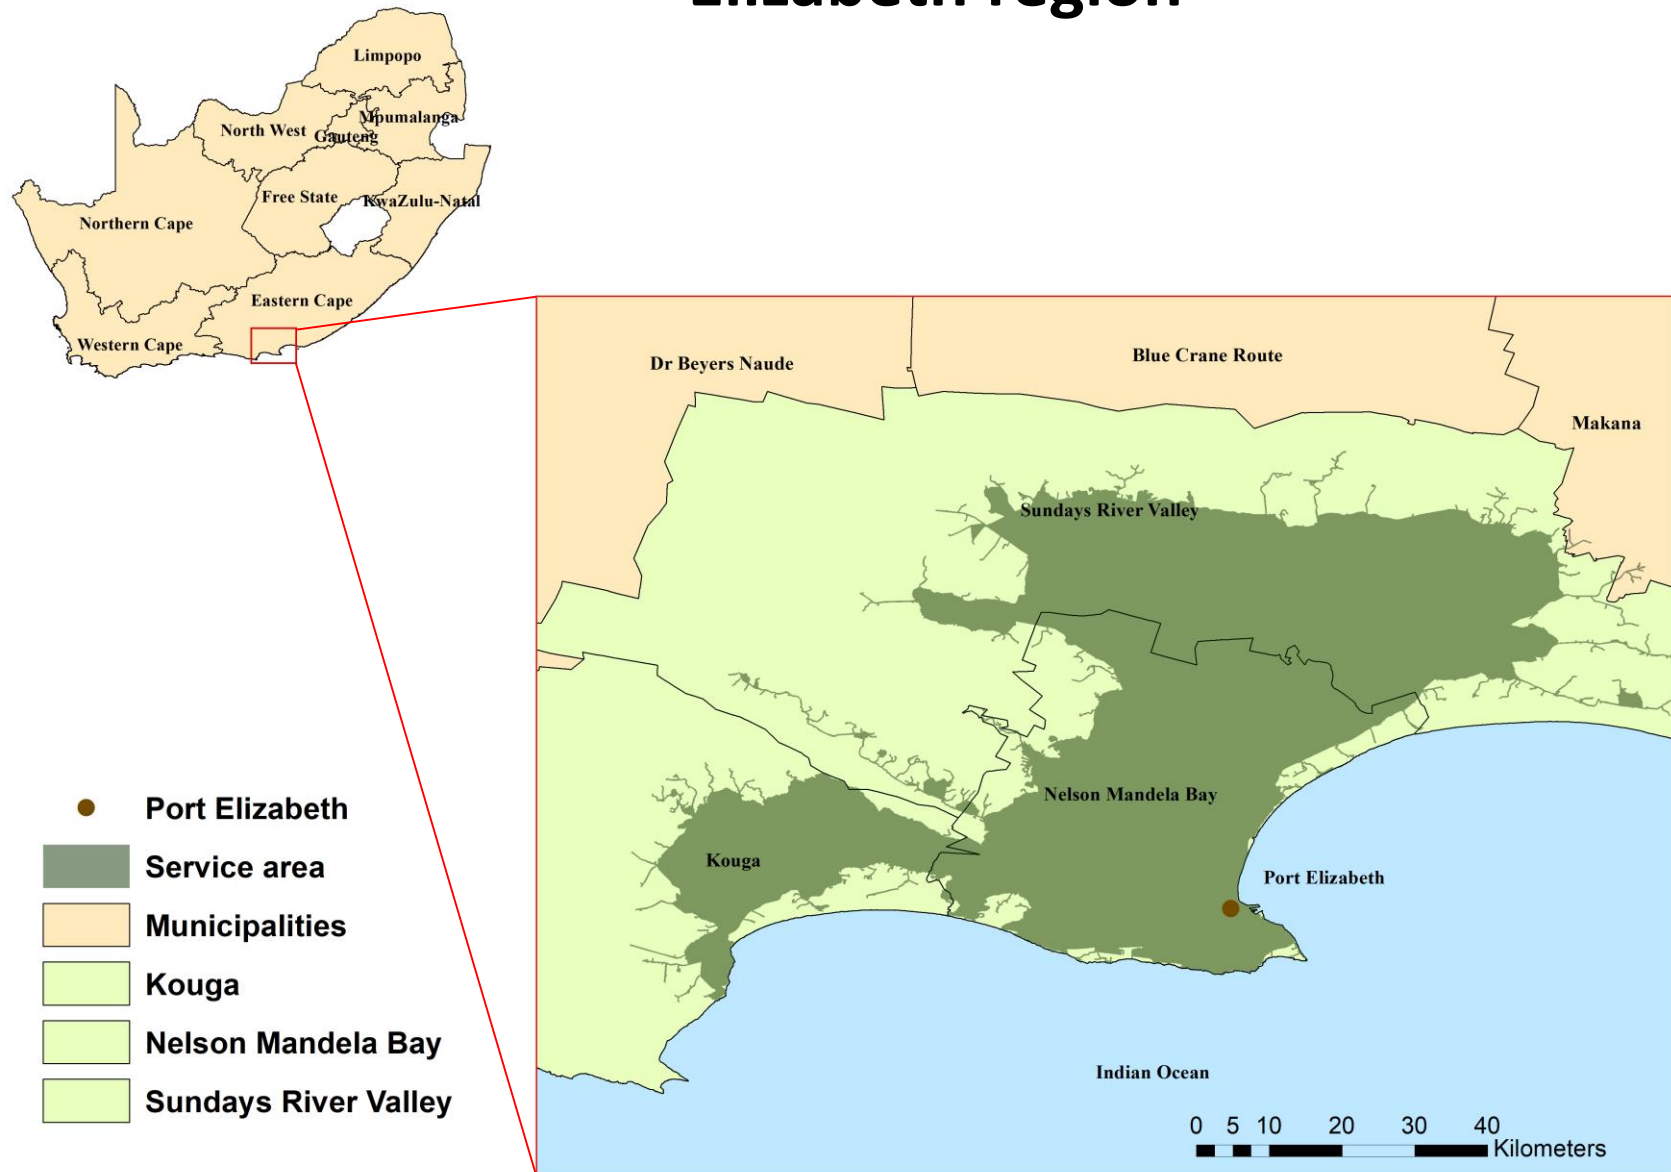 Elizabeth region
Limpopo
Mpumalanga
North West
Gauteng
Free State
KwaZulu-Natal
Northern Cape
Eastern Cape
Western Cape
Dr Beyers Naude
Blue Crane Route
Makana
Sundays River Valley
Nelson Mandela Bay
Kouga
Port Elizabeth
Indian Ocean
Port Elizabeth
Service area
Municipalities
Kouga
Nelson Mandela Bay
Sundays River Valley
0 5 10 20 30 40
Kilometers